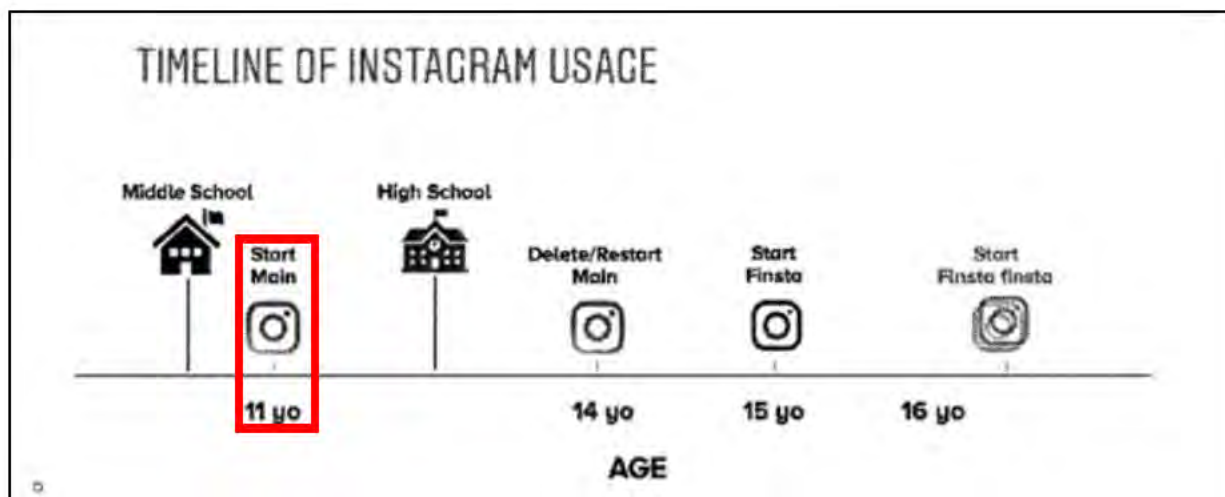 TIMELINE OF INSTAGRAM USAGE
Middle School
High School
Start
Main
Delete/Restart
Main
Start
Finsta
Start
Finsta finsta
11 yo
14 yo
15 yo
16 yo
AGE